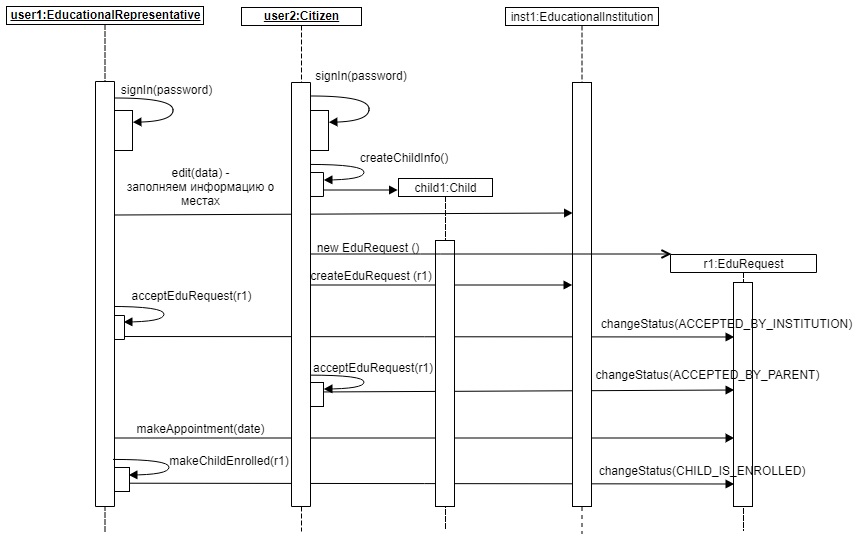 user1:EducationalRepresentative
user2:Citizen
inst1:EducationalInstitution
signIn(password)
signIn(password)
createChildInfo()
edit(data) -
заполняем информацию о
местах
child1:Child
new EduRequest ()
r1:EduRequest
createEduRequest (r1)
acceptEduRequest(r1)
changeStatus(ACCEPTED_BY_INSTITUTION)
acceptEduRequest(r1)
changeStatus(ACCEPTED_BY_PARENT)
makeAppointment(date)
makeChildEnrolled(r1)
changeStatus(CHILD_IS_ENROLLED)